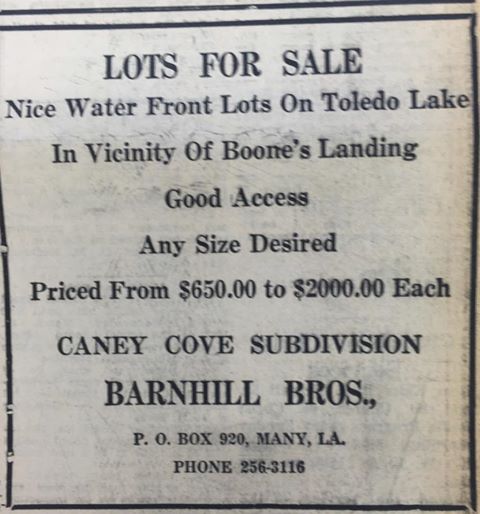 LOTS FOR SALE
Nice Water Front Lots On Toledo Lake
In Vicinity Of Boone's Landing
Good Access
Any Size Desired
Priced From $650.00 to $2000.00 Each
CANEY COVE SUBDIVISION
BARNHILL BROS.,
P. O. BOX 920, MANY, LA.
PHONE 256-3116